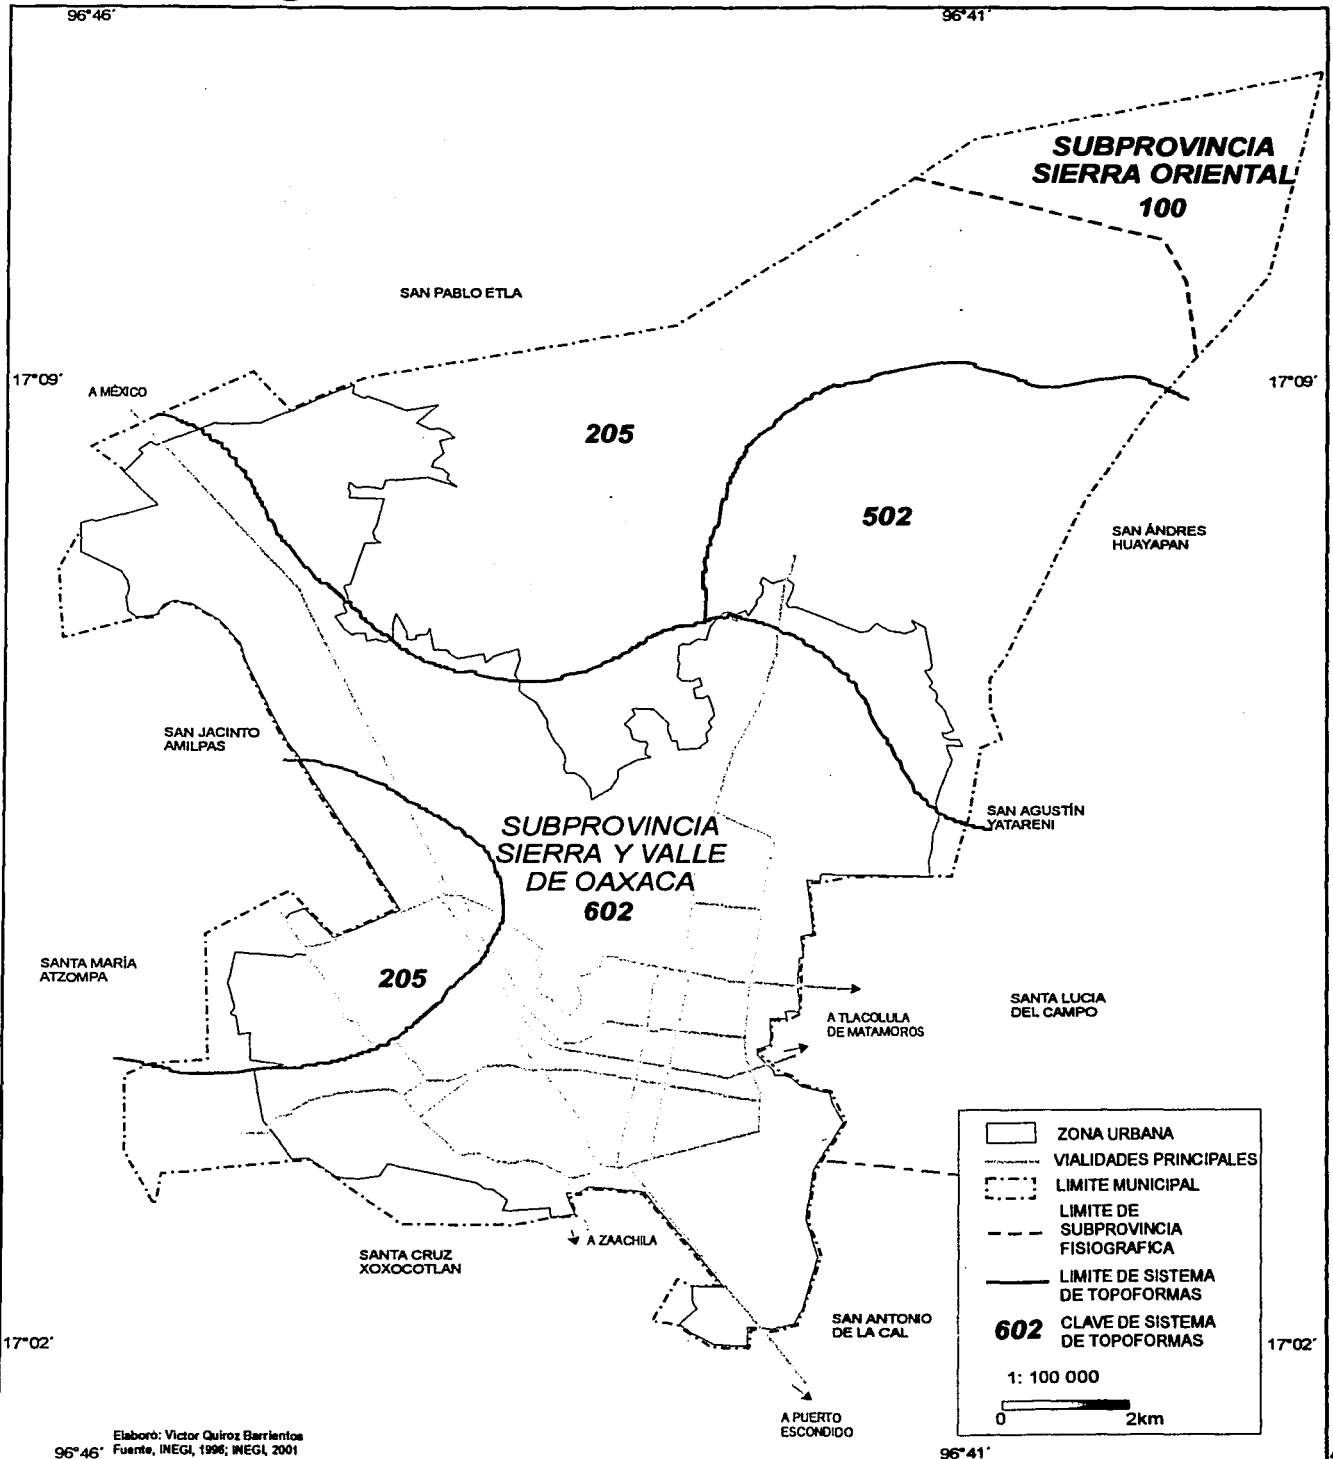 96°46´
96°41´
SUBPROVINCIA
SIERRA ORIENTAL
100
SAN PABLO ETLA
17°09´
17°09´
A MÉXICO
205
502
SAN ÁNDRES
HUAYAPAN
SAN JACINTO
AMILPAS
SAN AGUSTÍN
YATARENI
SUBPROVINCIA
SIERRA Y VALLE
DE OAXACA
602
SANTA MARÍA
ATZOMPA
205
SANTA LUCIA
DEL CAMPO
A TLACOLULA
DE MATAMOROS
A ZAACHILA
SANTA CRUZ
XOXOCOTLAN
SAN ANTONIO
DE LA CAL
A PUERTO
ESCONDIDO
ZONA URBANA
VIALIDADES PRINCIPALES
LIMITE MUNICIPAL
LIMITE DE
SUBPROVINCIA
FISIOGRAFICA
LIMITE DE SISTEMA
DE TOPOFORMAS
602
CLAVE DE SISTEMA
DE TOPOFORMAS
1: 100 000
0 2km
17°02´
17°02´
Elaboró: Victor Quiroz Barrientos
Fuente, INEGI, 1996; INEGI, 2001
96°46´
96°41´